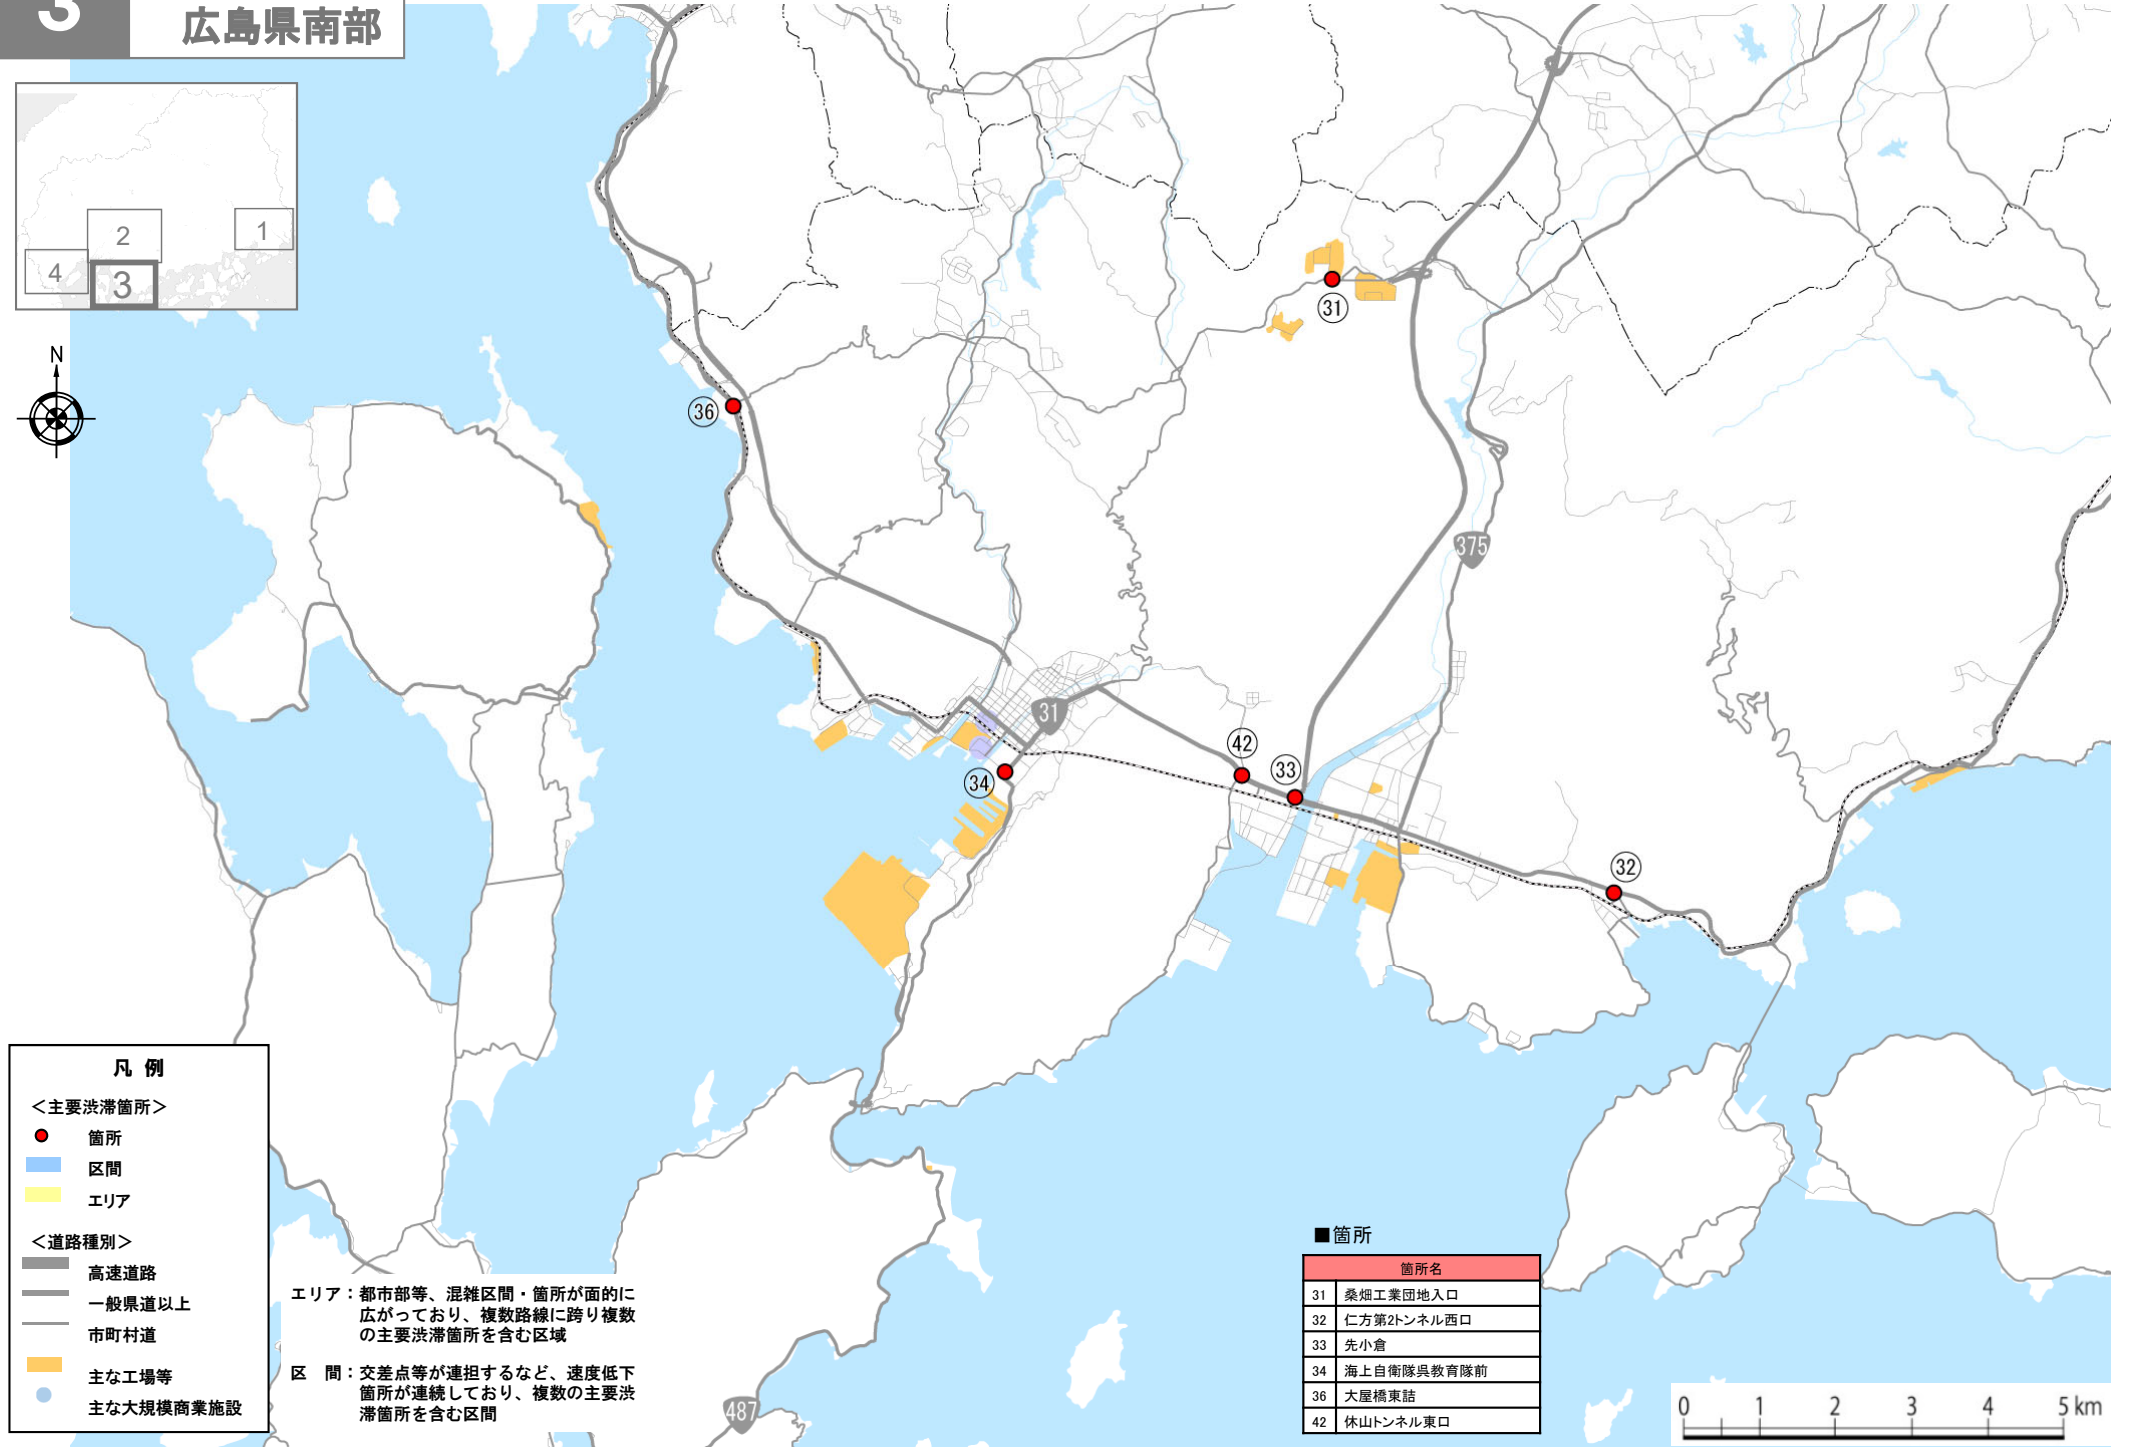 3
広島県南部
2
1
4
3
N
31
36
375
31
42
33
34
32
凡 例
＜主要渋滞箇所＞
箇所
区間
エリア
＜道路種別＞
高速道路
一般県道以上
市町村道
主な工場等
主な大規模商業施設
エリア：都市部等、混雑区間・箇所が面的に
広がっており、複数路線に跨り複数
の主要渋滞箇所を含む区域
区　間：交差点等が連担するなど、速度低下
箇所が連続しており、複数の主要渋
滞箇所を含む区間
487
■箇所
箇所名
31 桑畑工業団地入口
32 仁方第2トンネル西口
33 先小倉
34 海上自衛隊呉教育隊前
36 大屋橋東詰
42 休山トンネル東口
0 1 2 3 4 5 km